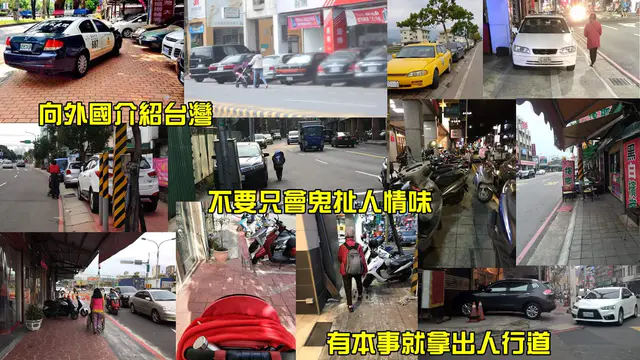 向外國介紹台灣
不要只會鬼扯人情味
有本事就拿出人行道